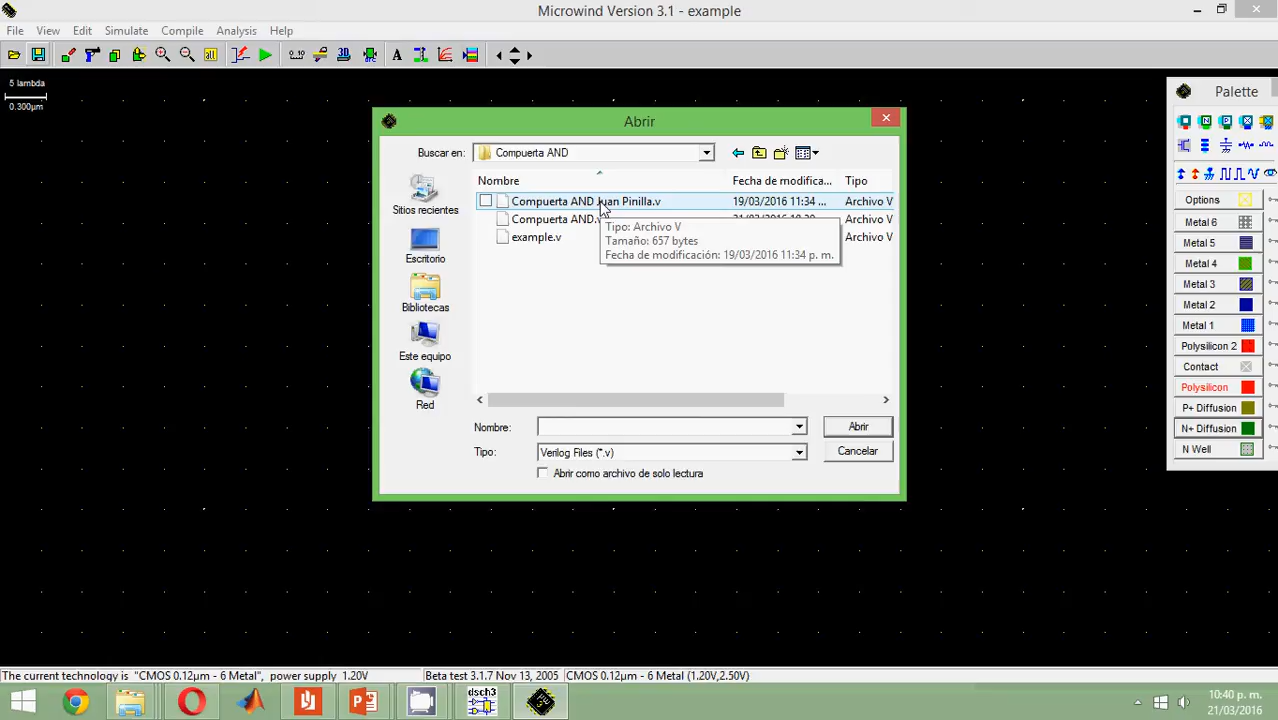 Microwind Version 3.1 - example
File View Edit Simulate Compile Analysis Help
5 lambda
0.300µm
Abrir
Buscar en: Compuerta AND
Nombre Fecha de modifica... Tipo
Compuerta AND Juan Pinilla.v 19/03/2016 11:34 ... Archivo V
Compuerta AND.v Archivo V
example.v Archivo V
Tipo: Archivo V
Tamaño: 657 bytes
Fecha de modificación: 19/03/2016 11:34 p. m.
Sitios recientes
Escritorio
Bibliotecas
Este equipo
Red
Nombre:
Abrir
Tipo: Verilog Files (*.v)
Cancelar
Abrir como archivo de solo lectura
Palette
Options
Metal 6
Metal 5
Metal 4
Metal 3
Metal 2
Metal 1
Polysilicon 2
Contact
Polysilicon
P+ Diffusion
N+ Diffusion
N Well
The current technology is "CMOS 0.12µm - 6 Metal", power supply 1.20V
Beta test 3.1.7 Nov 13, 2005
CMOS 0.12µm - 6 Metal (1.20V,2.50V)
dsch3
10:40 p. m.
21/03/2016